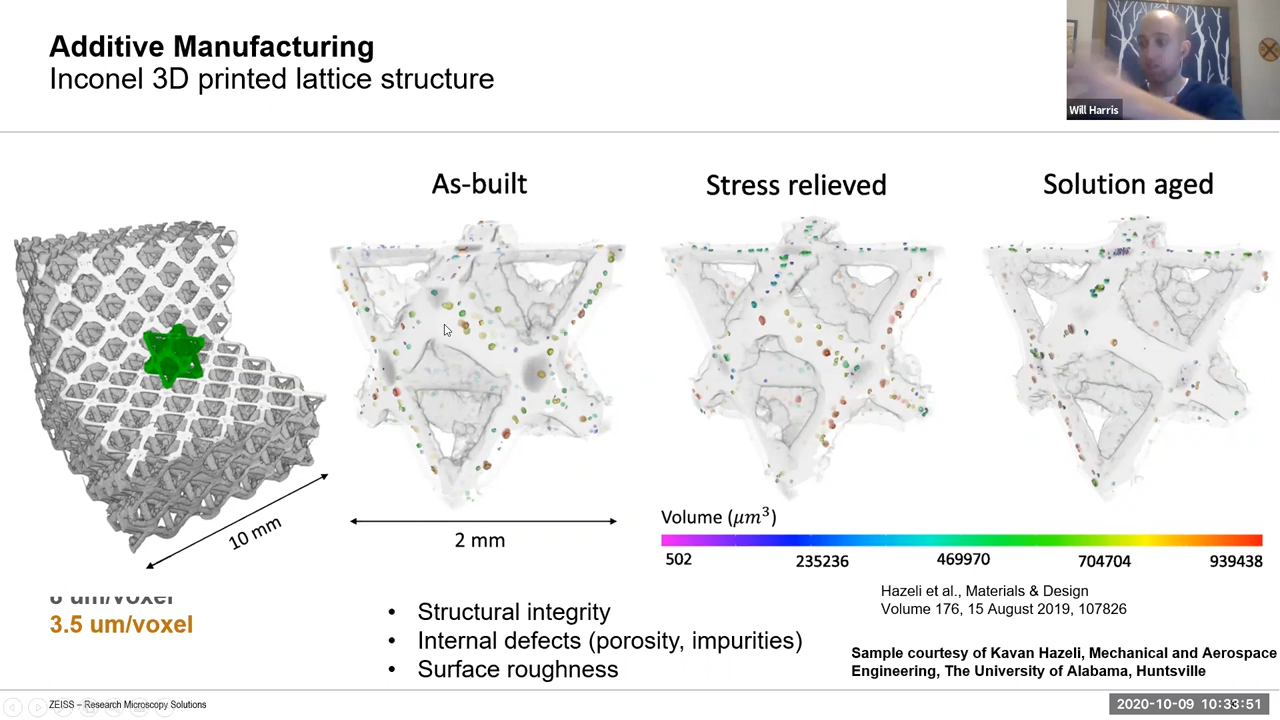 Additive Manufacturing
Inconel 3D printed lattice structure
Will Harris
As-built
Stress relieved
Solution aged
10 mm
2 mm
Volume (μm³)
502 235236 469970 704704 939438
Hazeli et al., Materials & Design
Volume 176, 15 August 2019, 107826
3.5 um/voxel
• Structural integrity
• Internal defects (porosity, impurities)
• Surface roughness
Sample courtesy of Kavan Hazeli, Mechanical and Aerospace
Engineering, The University of Alabama, Huntsville
ZEISS – Research Microscopy Solutions
2020-10-09 10:33:51